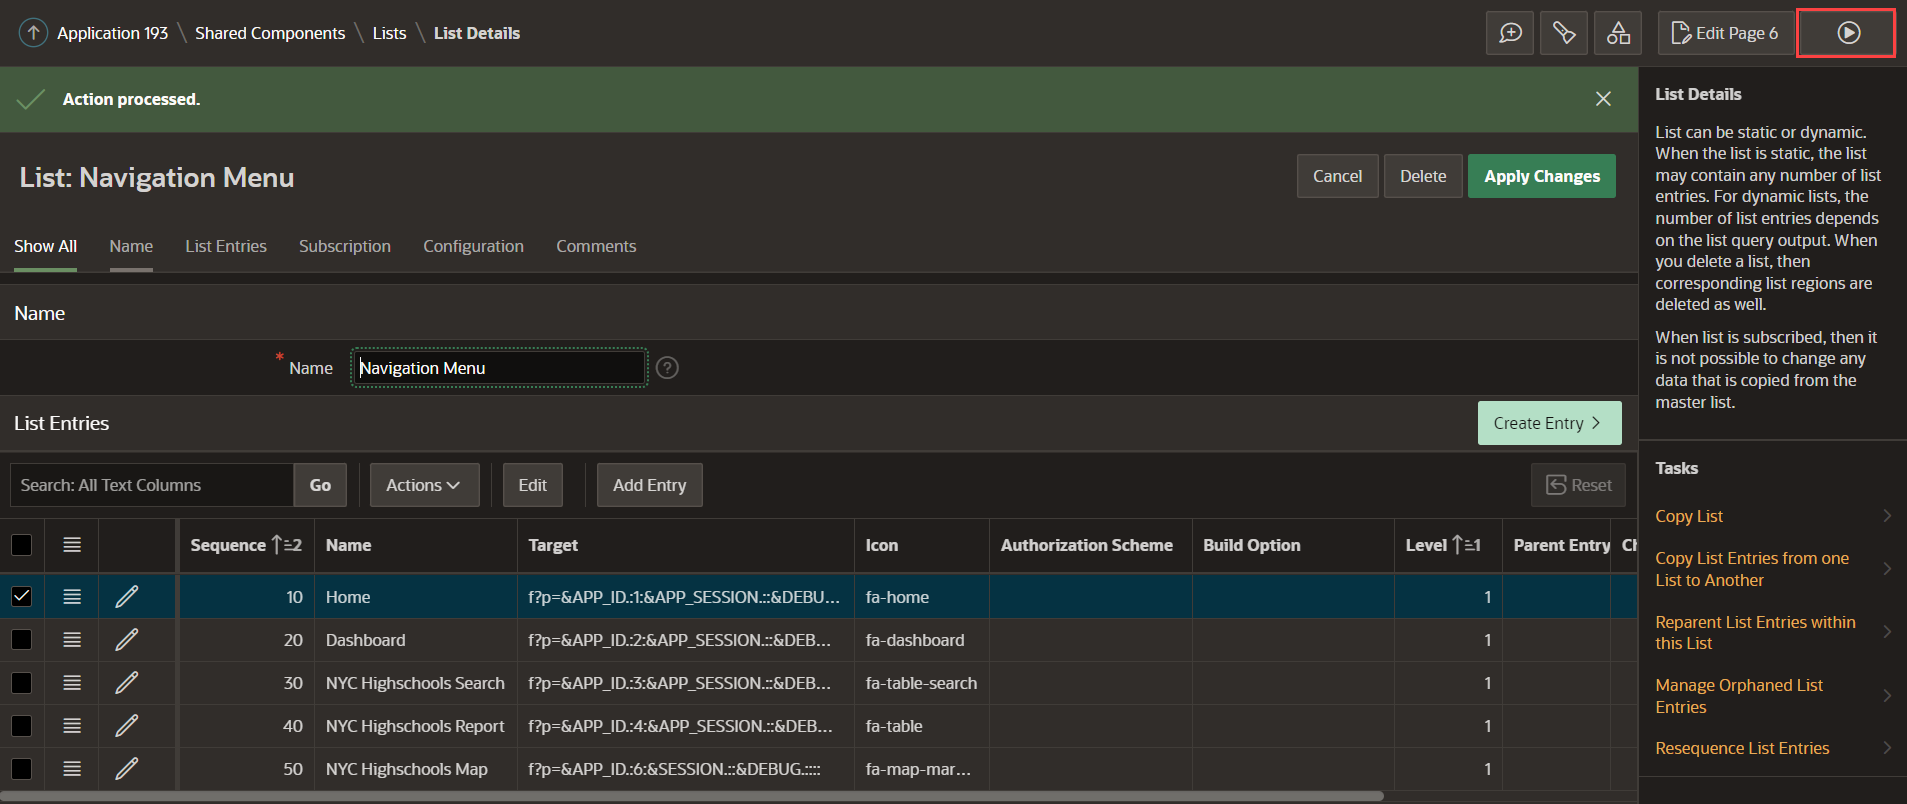 Application 193 \ Shared Components \ Lists \ List Details
Edit Page 6
Action processed.
List: Navigation Menu
Cancel
Delete
Apply Changes
Show All
Name
List Entries
Subscription
Configuration
Comments
Name
* Name
Navigation Menu
?
List Entries
Create Entry >
Search: All Text Columns
Go
Actions
Edit
Add Entry
Reset
Sequence 2 Name Target Icon Authorization Scheme Build Option Level 1 Parent Entry Ch
10 Home f?p=&APP_ID.:1:&APP_SESSION.::&DEBU... fa-home 1
20 Dashboard f?p=&APP_ID.:2:&APP_SESSION.::&DEB... fa-dashboard 1
30 NYC Highschools Search f?p=&APP_ID.:3:&APP_SESSION.::&DEB... fa-table-search 1
40 NYC Highschools Report f?p=&APP_ID.:4:&APP_SESSION.::&DEB... fa-table 1
50 NYC Highschools Map f?p=&APP_ID.:6:&SESSION.::&DEBUG.:::: fa-map-mar... 1
List Details
List can be static or dynamic.
When the list is static, the list
may contain any number of list
entries. For dynamic lists, the
number of list entries depends
on the list query output. When
you delete a list, then
corresponding list regions are
deleted as well.
When list is subscribed, then it
is not possible to change any
data that is copied from the
master list.
Tasks
Copy List
Copy List Entries from one
List to Another
Reparent List Entries within
this List
Manage Orphaned List
Entries
Resequence List Entries